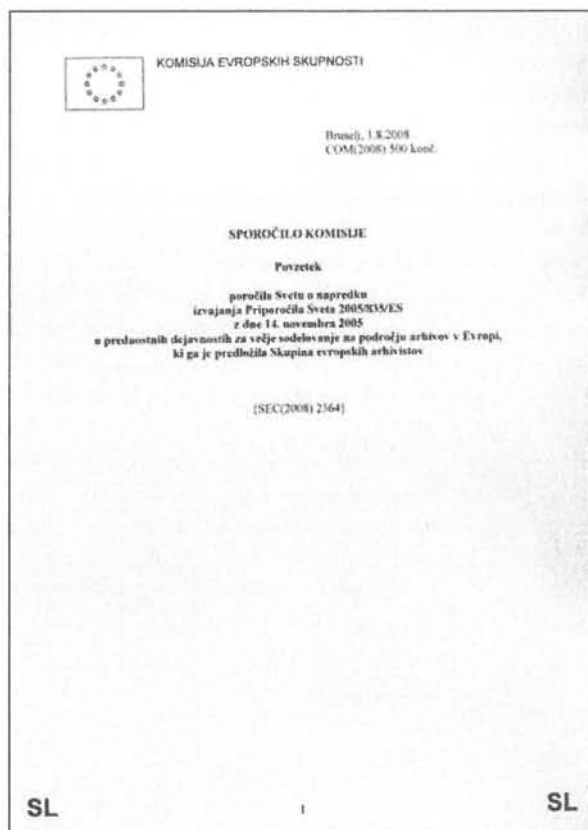 KOMISIJA EVROPSKIH SKUPNOSTI
Bruselj, 1.8.2008
COM(2008) 500 konč.
SPOROČILO KOMISIJE
Povzetek
poročila Svetu o napredku
izvajanja Priporočila Sveta 2005/835/ES
z dne 14. novembra 2005
o prednostnih dejavnostih za večje sodelovanje na področju arhivov v Evropi,
ki ga je predložila Skupina evropskih arhivistov
{SEC(2008) 2364}
SL 1 SL